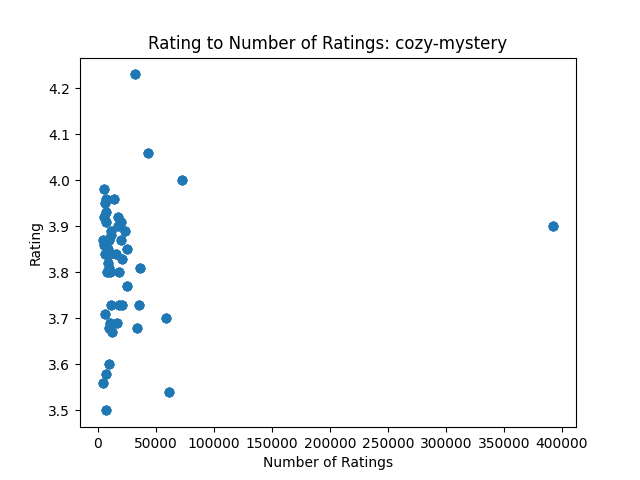 Rating to Number of Ratings: cozy-mystery
Rating
4.2
4.1
4.0
3.9
3.8
3.7
3.6
3.5
0 50000 100000 150000 200000 250000 300000 350000 400000
Number of Ratings